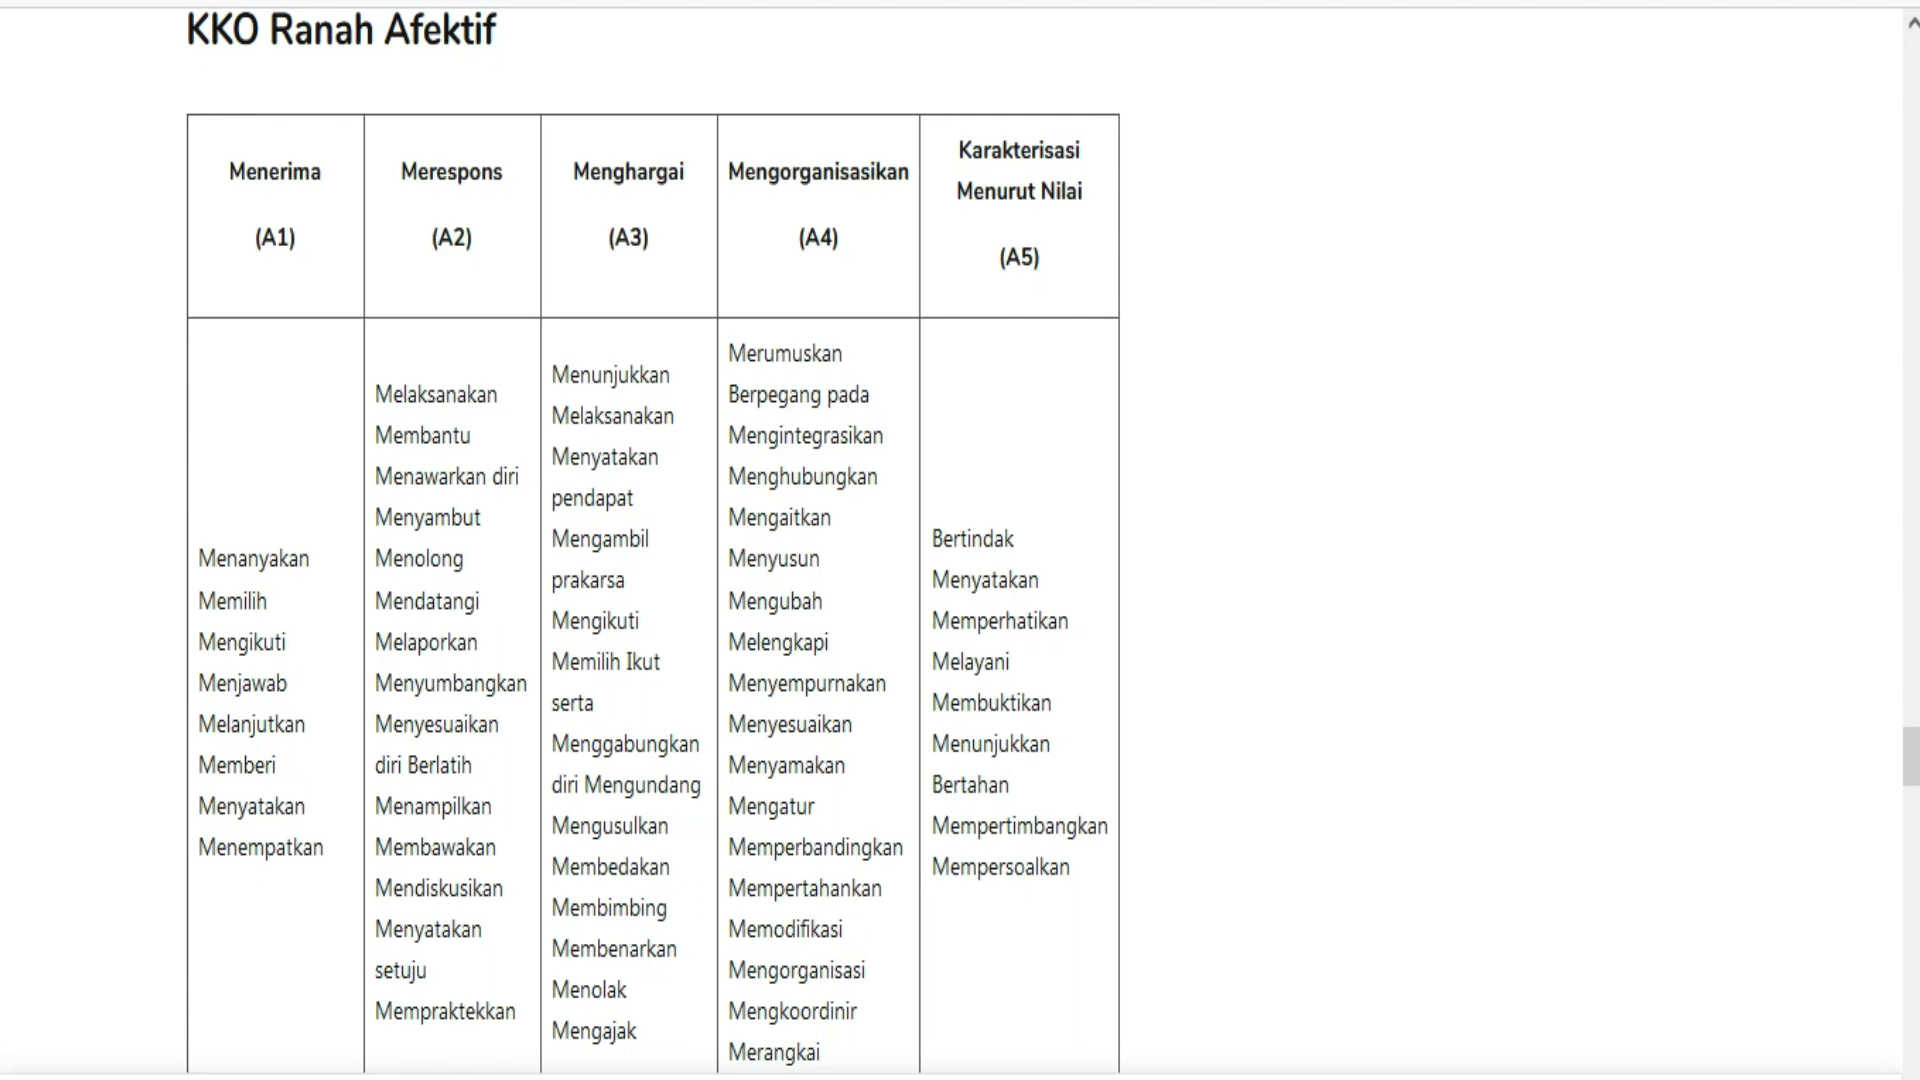 KKO Ranah Afektif
Menerima
(A1)
Merespons
(A2)
Menghargai
(A3)
Mengorganisasikan
(A4)
Karakterisasi
Menurut Nilai
(A5)
Menanyakan
Memilih
Mengikuti
Menjawab
Melanjutkan
Memberi
Menyatakan
Menempatkan
Melaksanakan
Membantu
Menawarkan diri
Menyambut
Menolong
Mendatangi
Melaporkan
Menyumbangkan
Menyesuaikan
diri Berlatih
Menampilkan
Membawakan
Mendiskusikan
Menyatakan
setuju
Mempraktekkan
Menunjukkan
Melaksanakan
Menyatakan
pendapat
Mengambil
prakarsa
Mengikuti
Memilih Ikut
serta
Menggabungkan
diri Mengundang
Mengusulkan
Membedakan
Membimbing
Membenarkan
Menolak
Mengajak
Merumuskan
Berpegang pada
Mengintegrasikan
Menghubungkan
Mengaitkan
Menyusun
Mengubah
Melengkapi
Menyempurnakan
Menyesuaikan
Menyamakan
Mengatur
Memperbandingkan
Mempertahankan
Memodifikasi
Mengorganisasi
Mengkoordinir
Merangkai
Bertindak
Menyatakan
Memperhatikan
Melayani
Membuktikan
Menunjukkan
Bertahan
Mempertimbangkan
Mempersoalkan